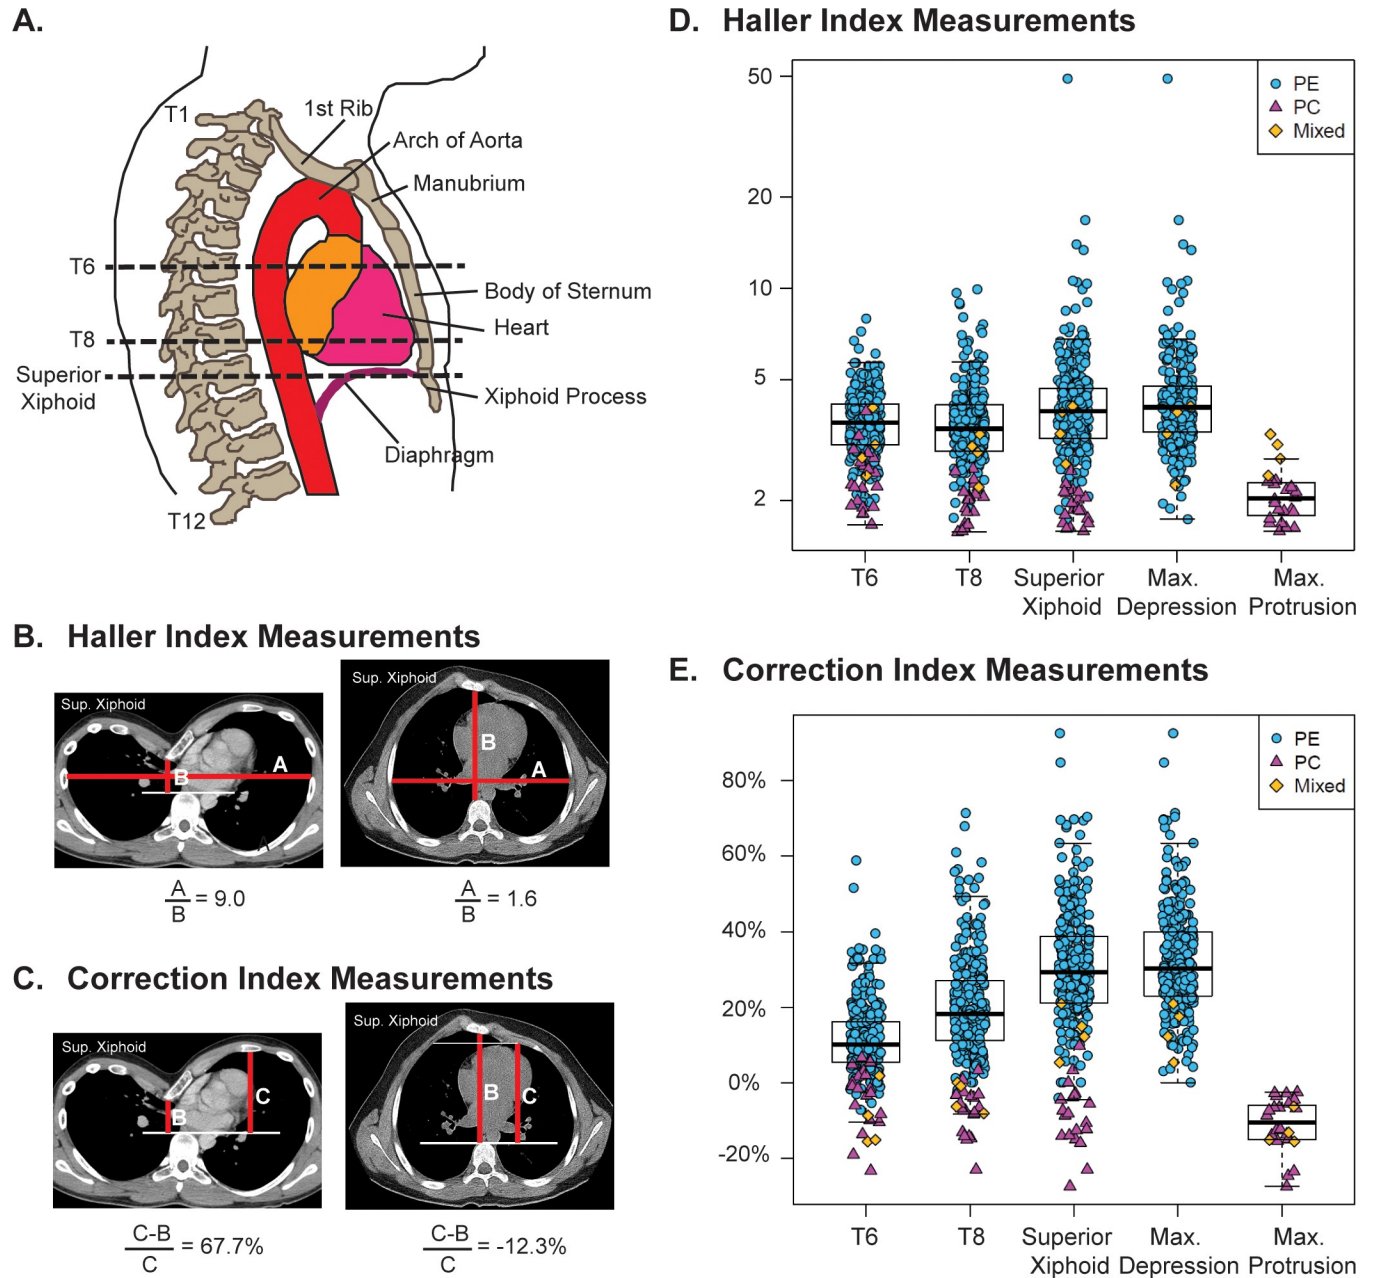 A.
T1
1st Rib
Arch of Aorta
Manubrium
T6
Body of Sternum
T8
Heart
Superior
Xiphoid
Xiphoid Process
Diaphragm
T12
B. Haller Index Measurements
Sup. Xiphoid
A
B
A
Sup. Xiphoid
B
A
A
B
= 9.0
A
B
= 1.6
C. Correction Index Measurements
Sup. Xiphoid
B
C
Sup. Xiphoid
B
C
C-B
C
= 67.7%
C-B
C
= -12.3%
D. Haller Index Measurements
50
20
10
5
2
PE
PC
Mixed
T6
T8
Superior
Xiphoid
Max.
Depression
Max.
Protrusion
E. Correction Index Measurements
80%
60%
40%
20%
0%
-20%
PE
PC
Mixed
T6
T8
Superior
Xiphoid
Max.
Depression
Max.
Protrusion